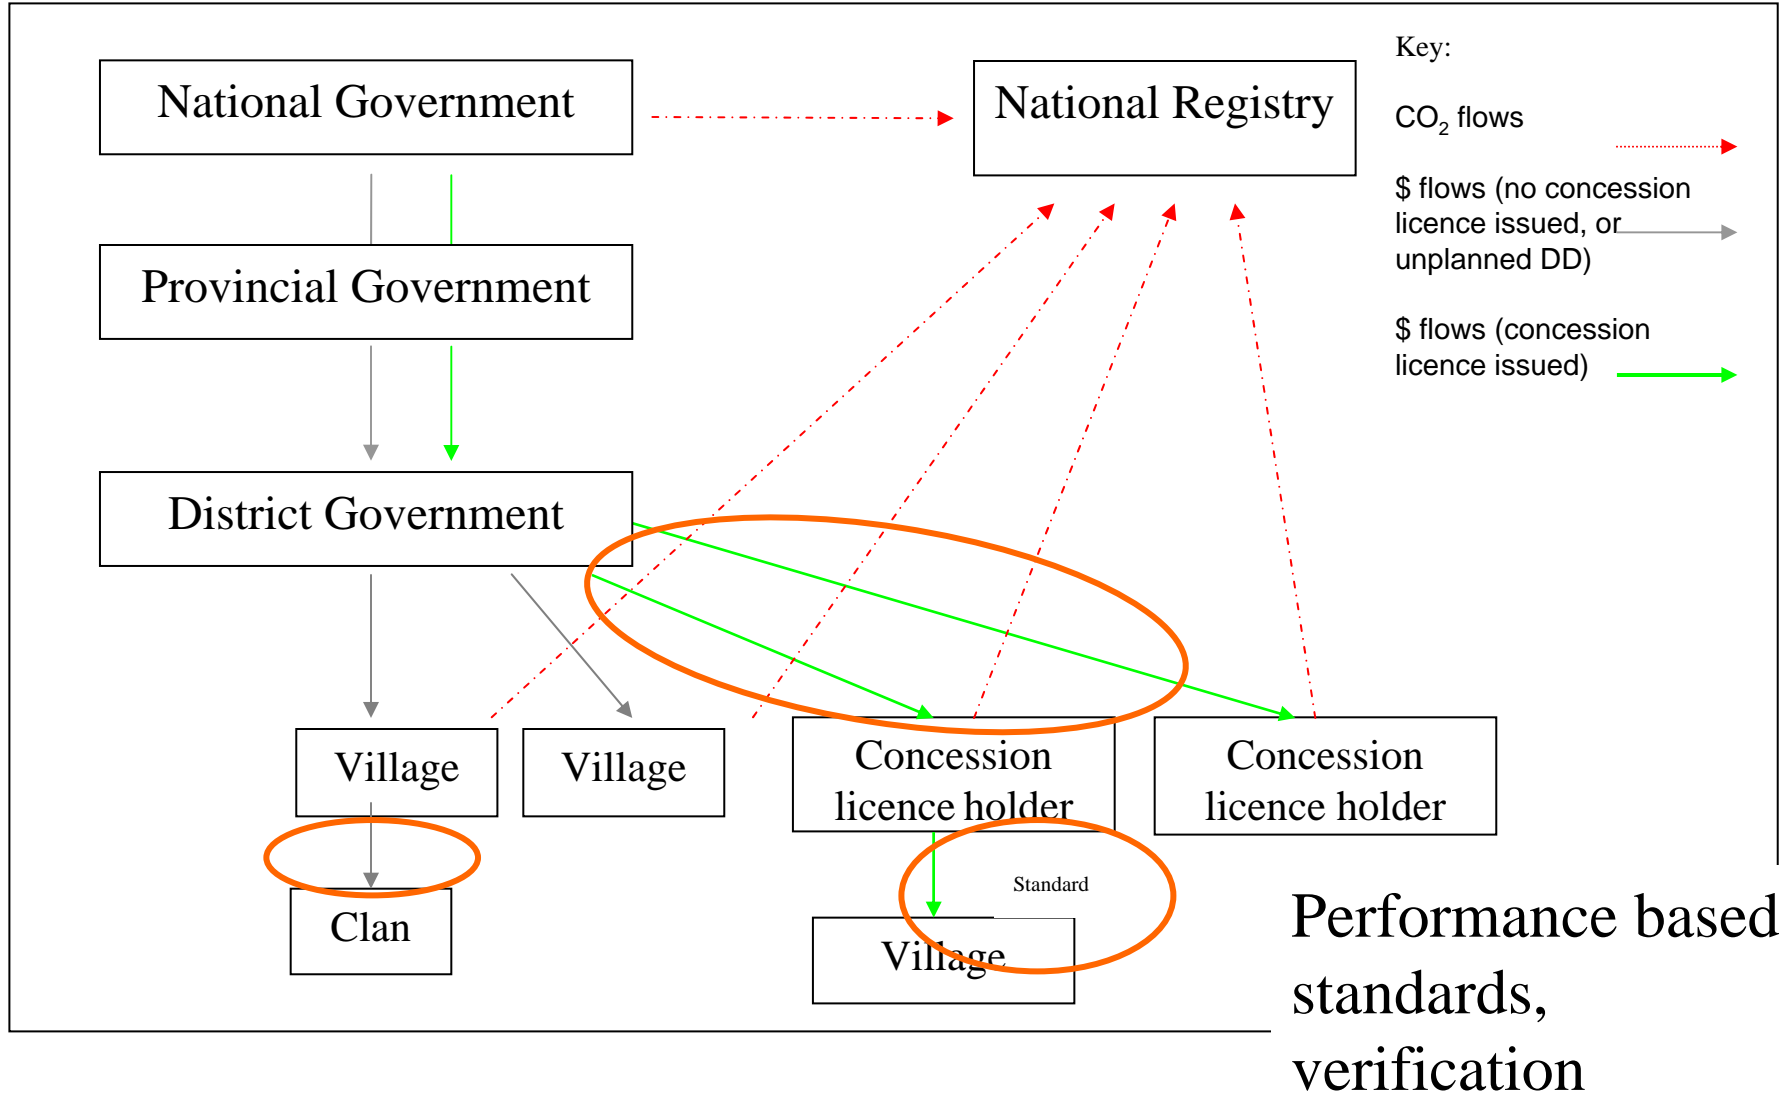 National Government
National Registry
Key:
CO₂ flows
$ flows (no concession
licence issued, or
unplanned DD)
$ flows (concession
licence issued)
Provincial Government
District Government
Village
Village
Concession
licence holder
Concession
licence holder
Clan
Standard
Village
Performance based
standards,
verification